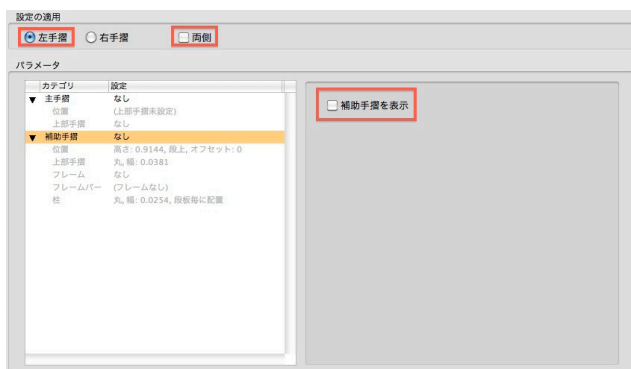 設定の適用
左手摺 右手摺 両側
パラメータ
カテゴリ 設定
▼ 主手摺 なし
位置 (上部手摺未設定)
上部手摺 なし
▼ 補助手摺 なし
位置 高さ: 0.9144, 段上, オフセット: 0
上部手摺 丸, 幅: 0.0381
フレーム なし
フレームバー (フレームなし)
柱 丸, 幅: 0.0254, 段板毎に配置
補助手摺を表示